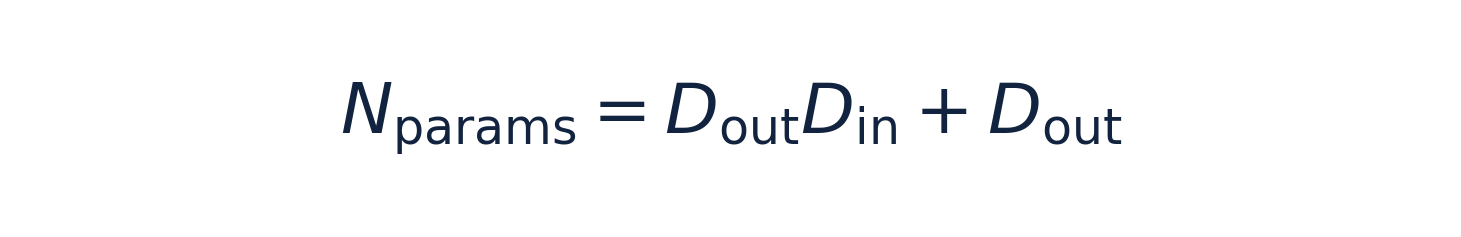 N_params = D_out D_in + D_out